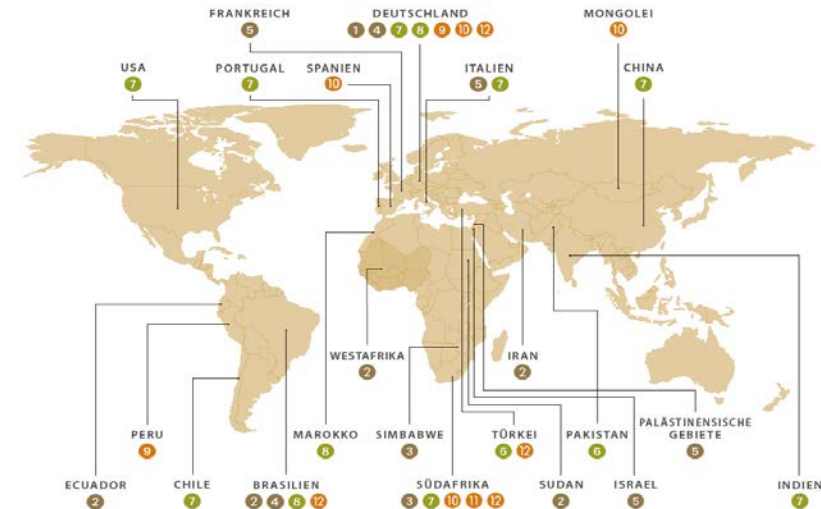 FRANKREICH
5
DEUTSCHLAND
1 4 7 8 9 10 12
MONGOLEI
10
USA
7
PORTUGAL
7
SPANIEN
10
ITALIEN
5 7
CHINA
7
WESTAFRIKA
2
IRAN
2
PERU
9
MAROKKO
8
SIMBABWE
3
TÜRKEI
6 12
PAKISTAN
6
PALÄSTINENSISCHE
GEBIETE
5
ECUADOR
2
CHILE
7
BRASILIEN
2 4 8 12
SÜDAFRIKA
3 7 10 11 12
SUDAN
2
ISRAEL
5
INDIEN
7